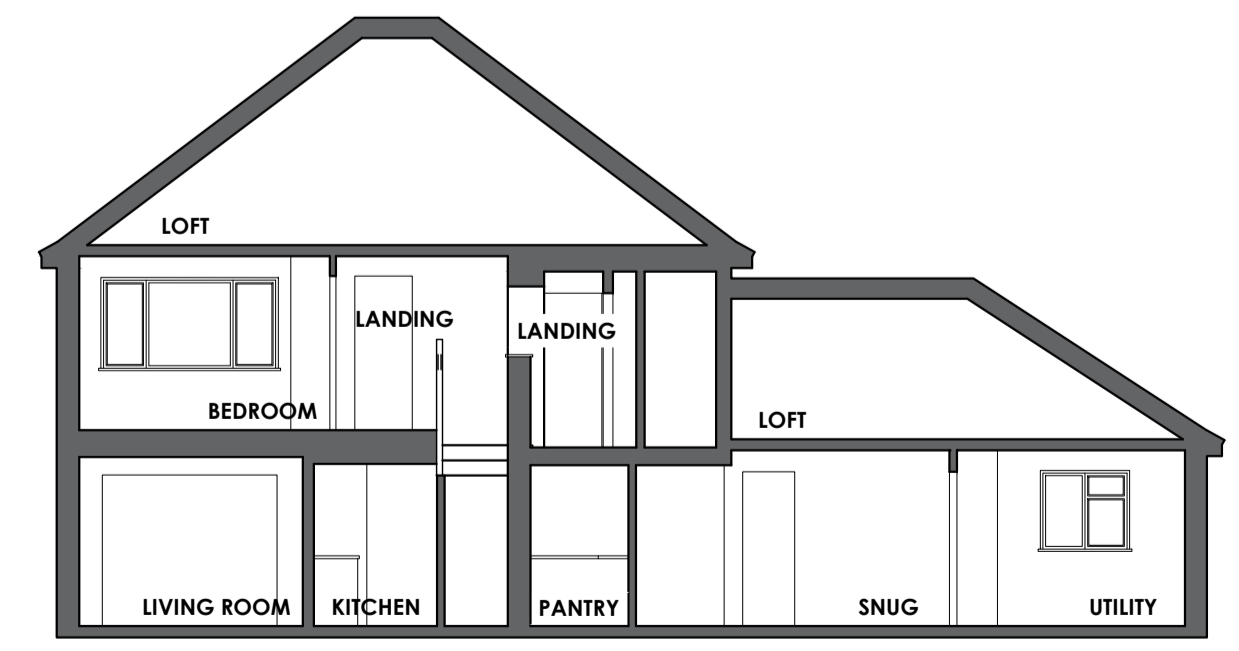 LOFT
LANDING
LANDING
BEDROOM
LOFT
LIVING ROOM
KITCHEN
PANTRY
SNUG
UTILITY